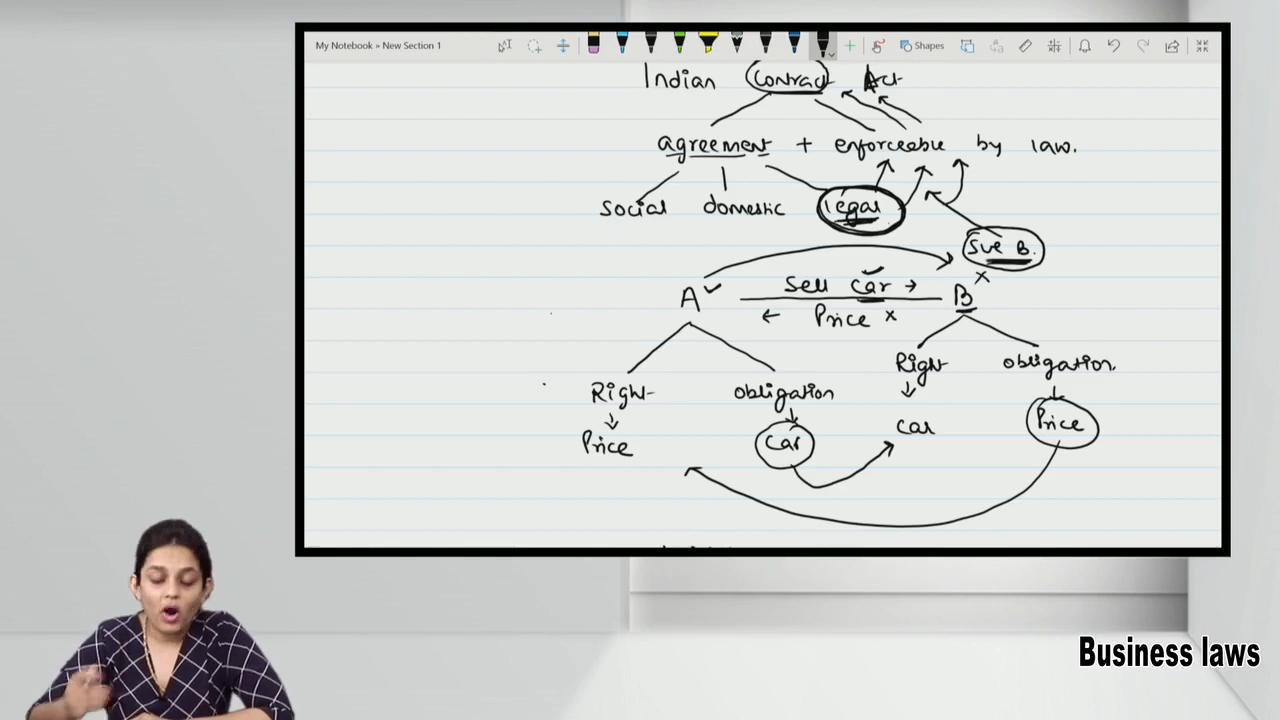 My Notebook » New Section 1
Shapes
Indian Contract Act
agreement + enforceable by law.
social domestic legal
Sue B.
A ✓ Sell car → B x
← Price x
Right obligation Right obligation.
↓ ↓ ↓ ↓
Price Car Car Price
Business laws